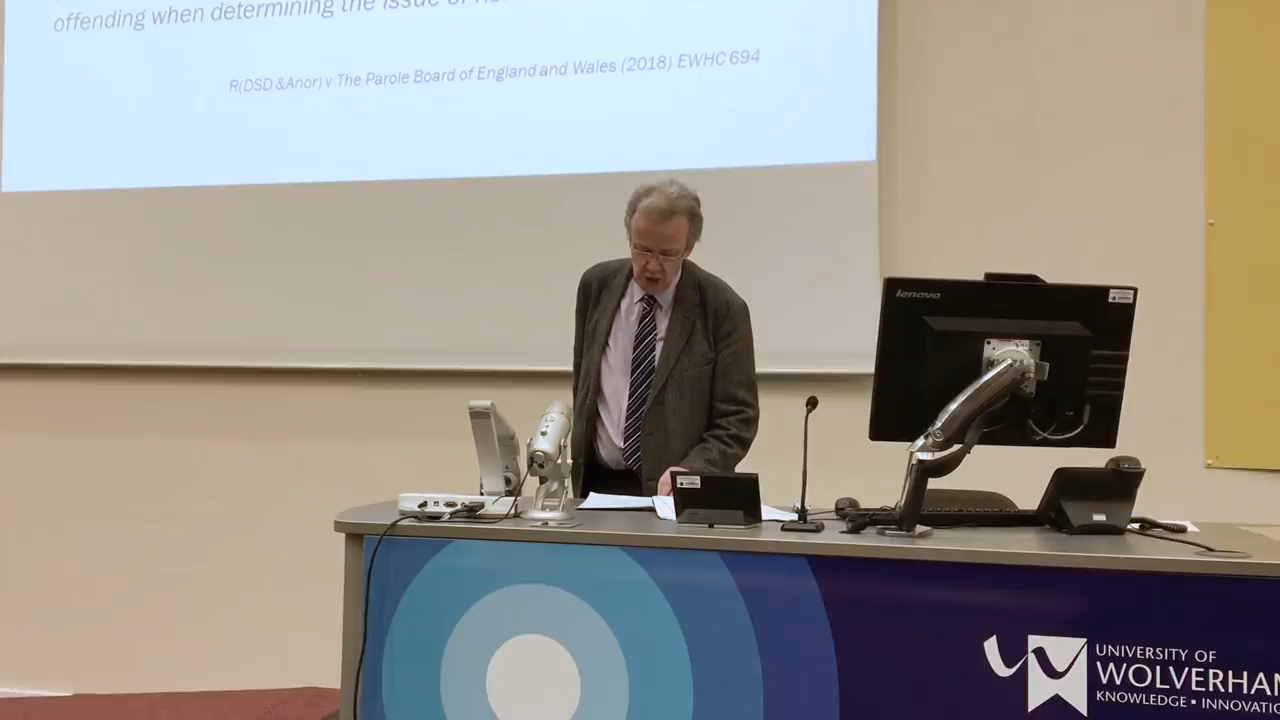 offending when determining the issue of
R(DSD &Anor) v The Parole Board of England and Wales (2018) EWHC 694
lenovo
UNIVERSITY OF
WOLVERHAM
KNOWLEDGE ▪ INNOVATIO